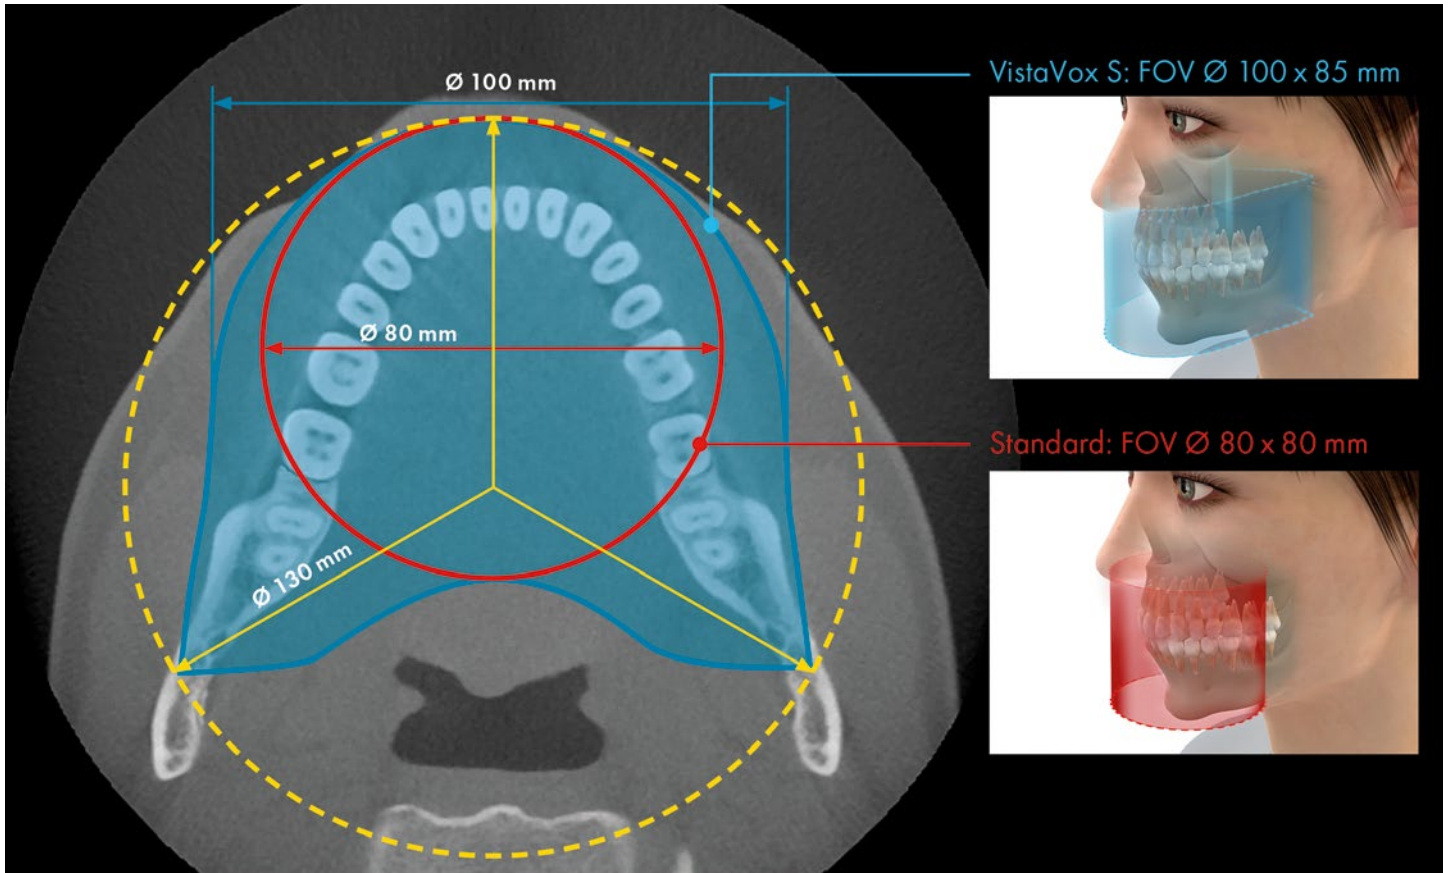 Ø 100 mm
VistaVox S: FOV Ø 100 x 85 mm
Ø 80 mm
Standard: FOV Ø 80 x 80 mm
Ø 130 mm